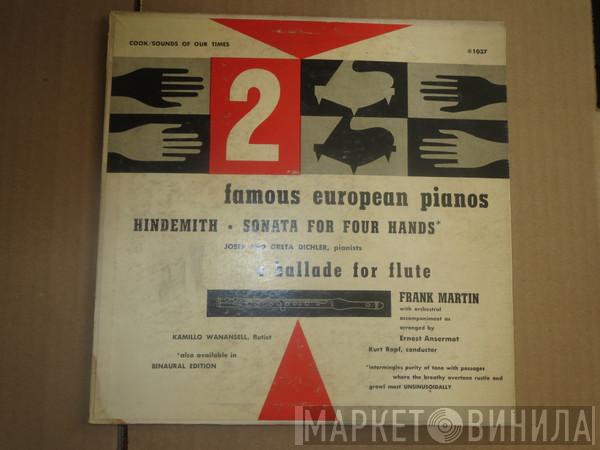 COOK/SOUNDS OF OUR TIMES
#1037
2
famous european pianos
HINDEMITH • SONATA FOR FOUR HANDS*
JOSEF AND GRETA DICHLER, pianists
a ballade for flute
FRANK MARTIN
with orchestral
accompaniment as
arranged by
Ernest Ansermet
Kurt Rapf, conductor
KAMILLO WANANSELL, flutist
*also available in
BINAURAL EDITION
*intermingles purity of tone with passages
where the breathy overtone rustle and
growl most UNSINUSOIDALLY
МАРКЕТ ВИНИЛА